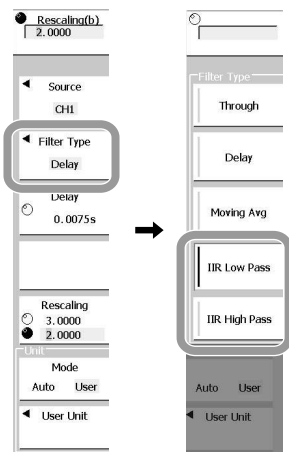 Rescaling(b)
2.0000
Source
CH1
Filter Type
Delay
Delay
0.0075s
Rescaling
3.0000
2.0000
Unit
Mode
Auto User
User Unit
Filter Type
Through
Delay
Moving Avg
IIR Low Pass
IIR High Pass
Auto User
User Unit